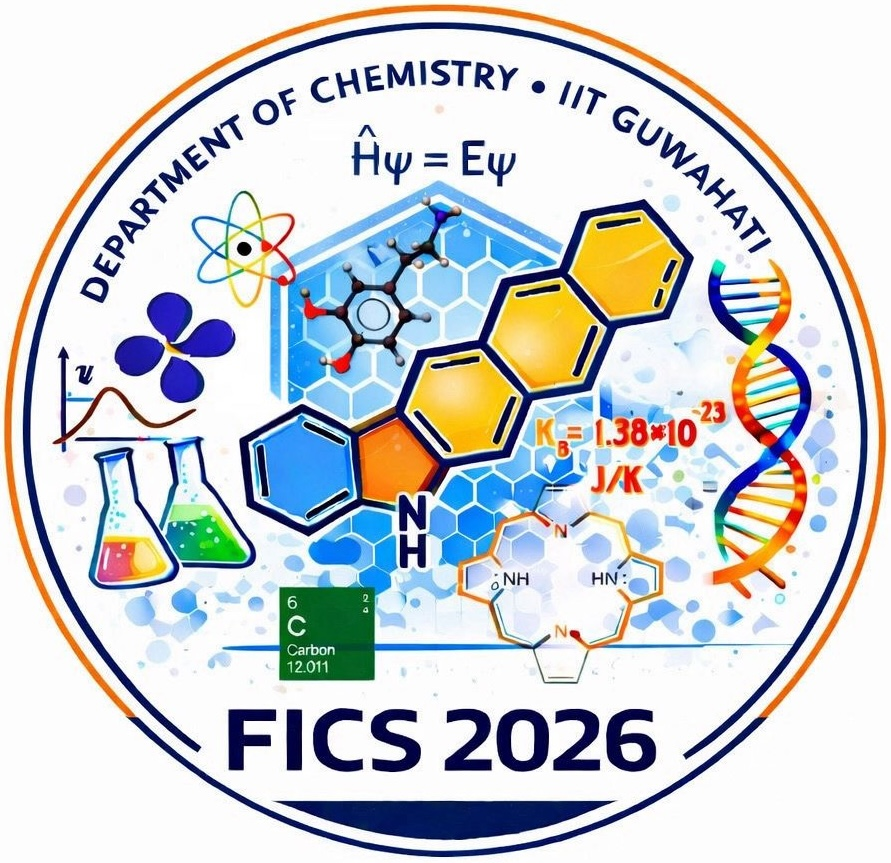 DEPARTMENT OF CHEMISTRY • IIT GUWAHATI
Ĥψ = Eψ
K_B = 1.38*10^-23
J/K
N
H
N
NH
HN:
N
6
2
C
Carbon
12.011
FICS 2026